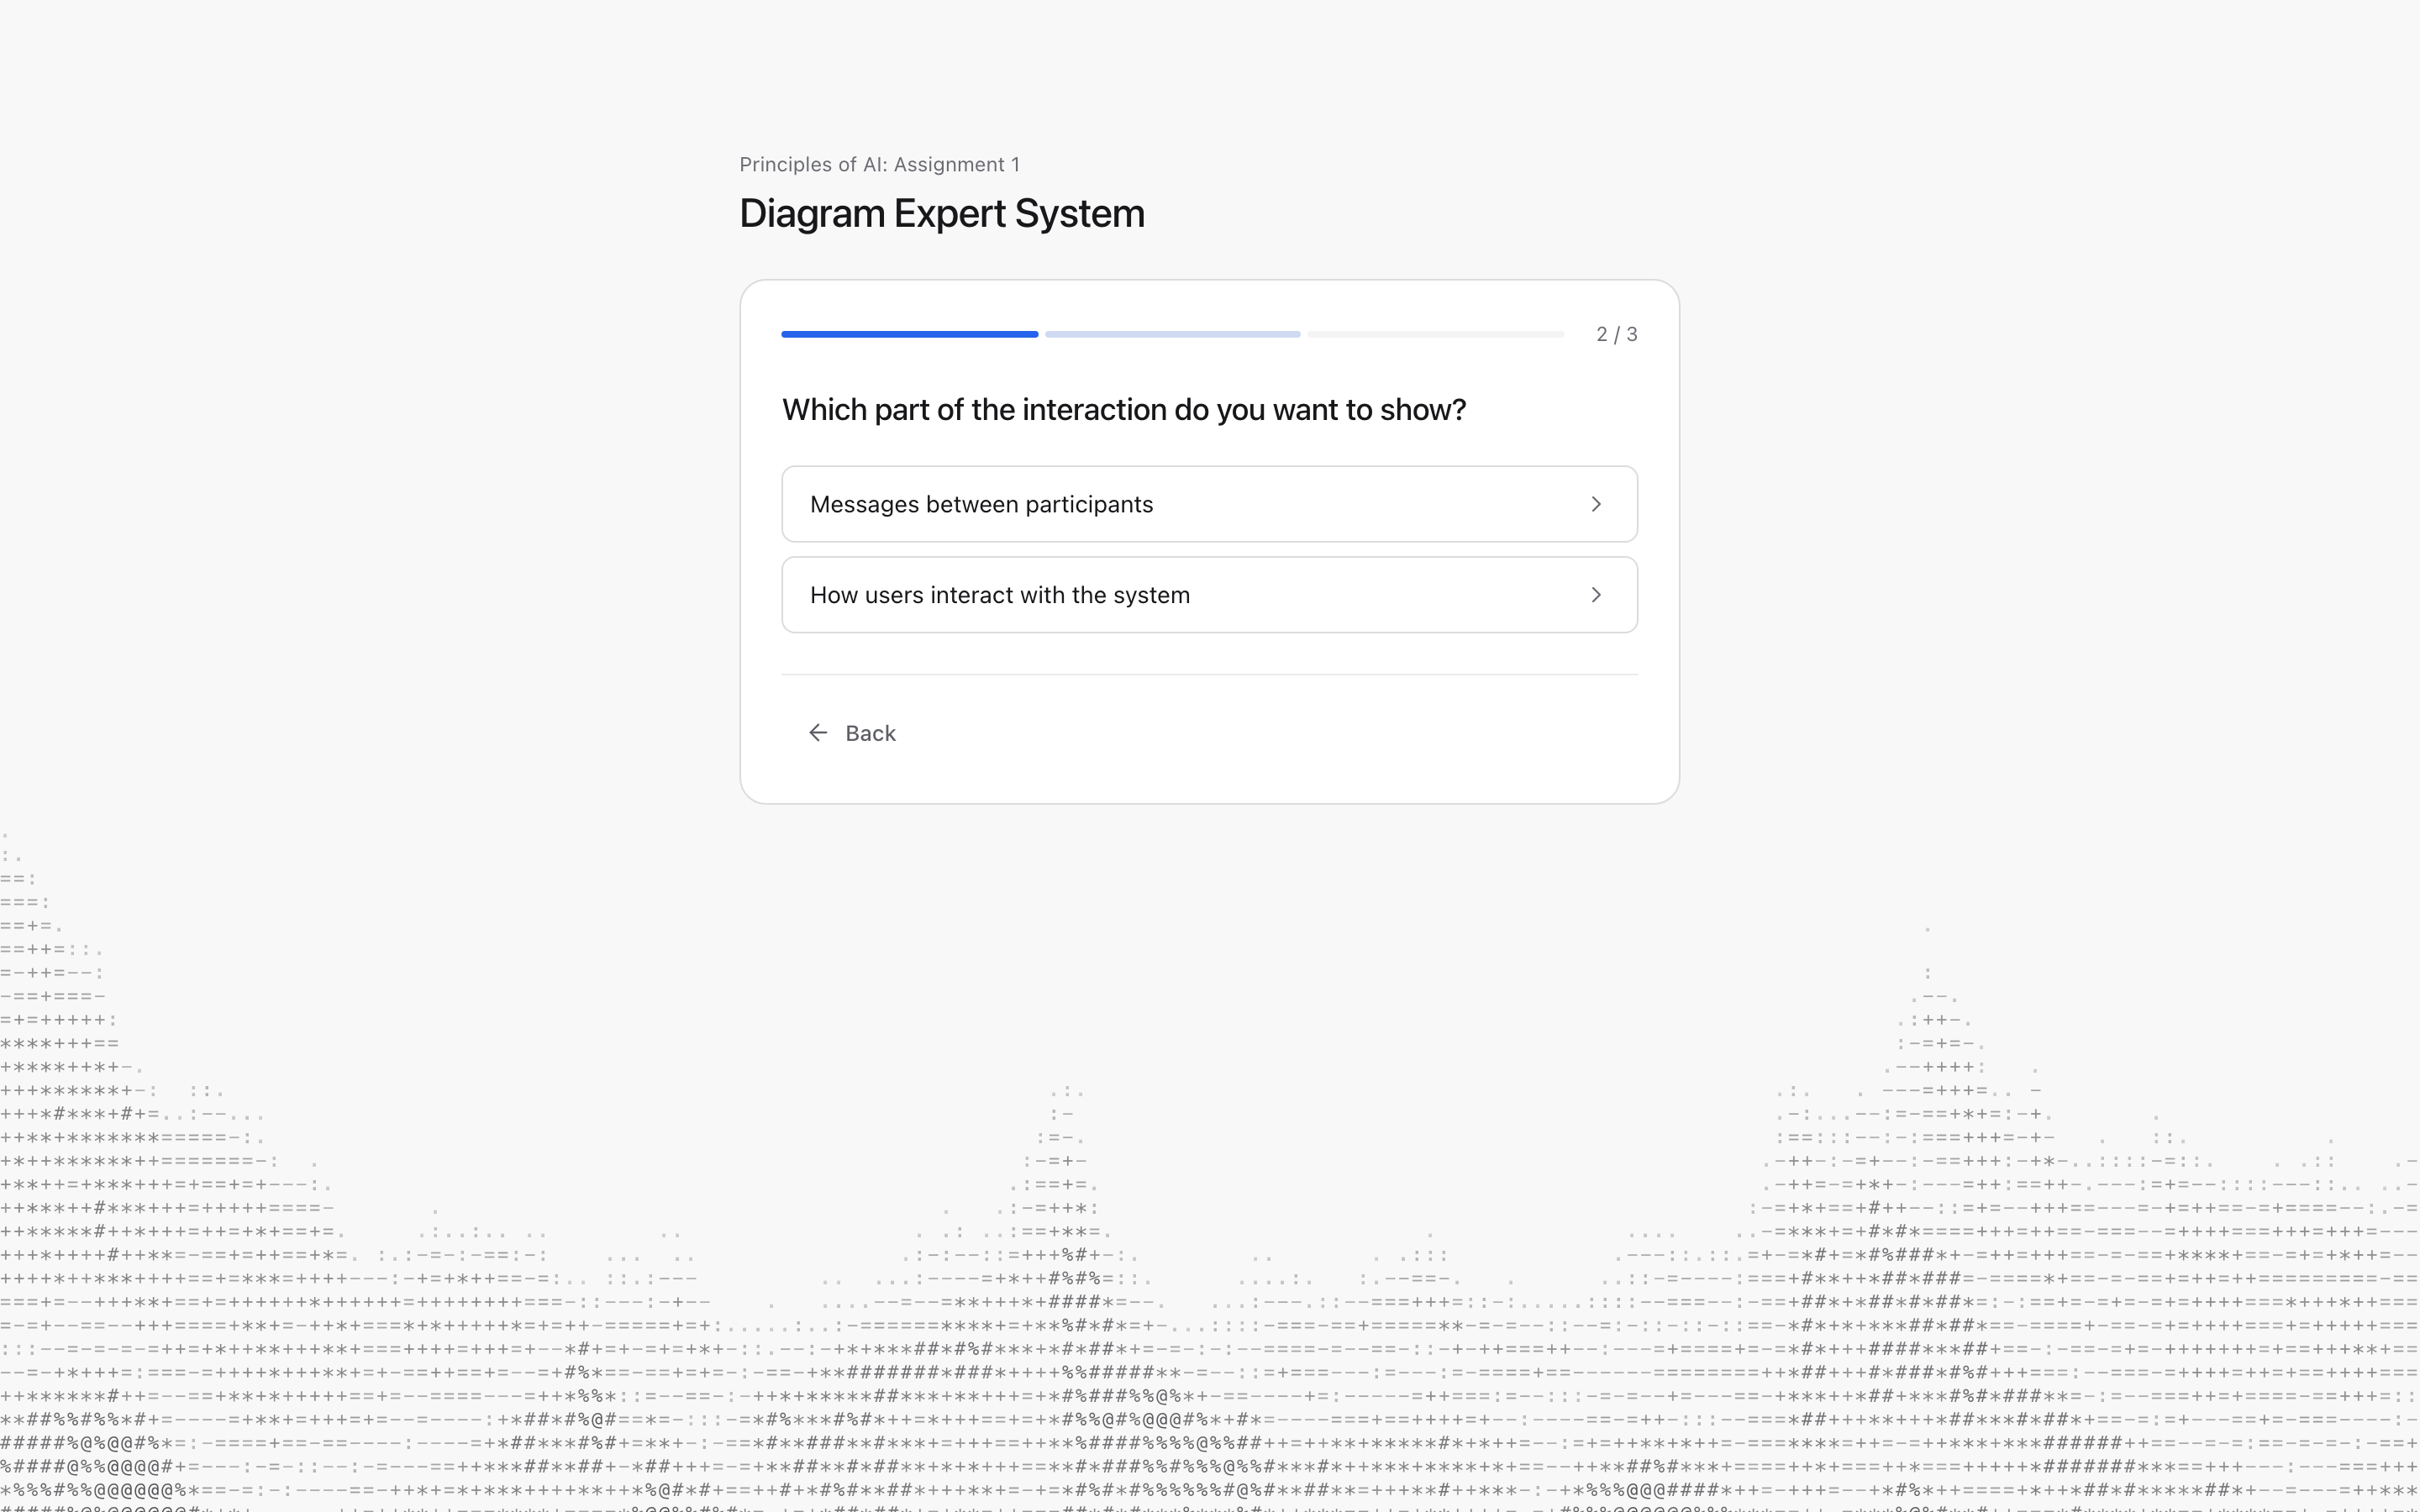 Principles of AI: Assignment 1
Diagram Expert System
2 / 3
Which part of the interaction do you want to show?
Messages between participants
How users interact with the system
Back